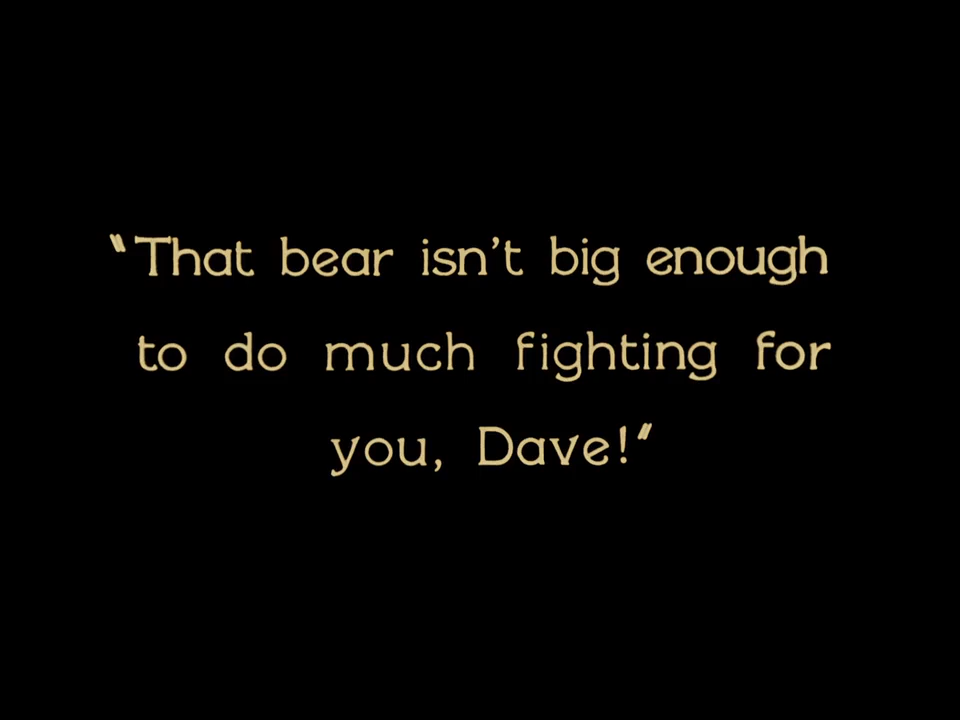 "That bear isn't big enough
to do much fighting for
you, Dave!"